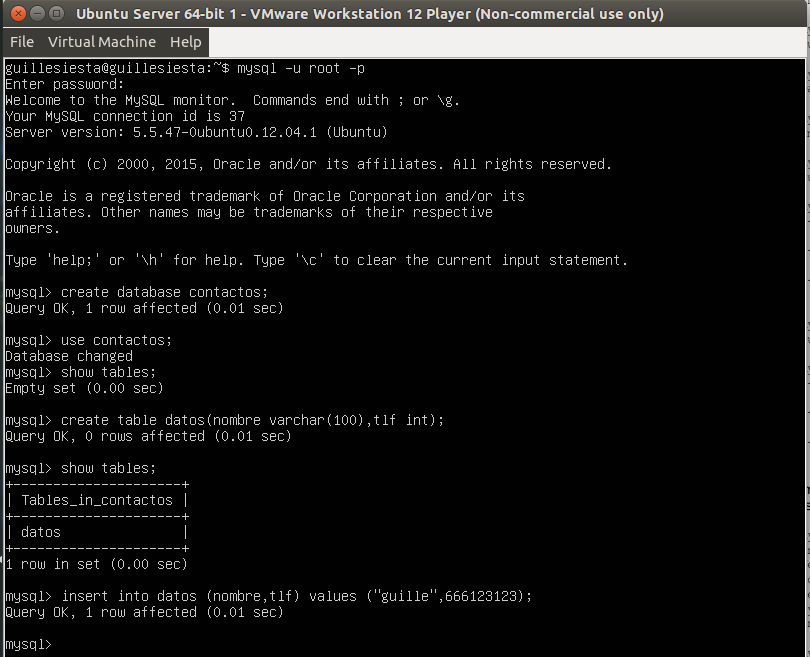 Ubuntu Server 64-bit 1 - VMware Workstation 12 Player (Non-commercial use only)
File Virtual Machine Help
guillesiesta@guillesiesta:~$ mysql -u root -p
Enter password:
Welcome to the MySQL monitor.  Commands end with ; or \g.
Your MySQL connection id is 37
Server version: 5.5.47-0ubuntu0.12.04.1 (Ubuntu)
Copyright (c) 2000, 2015, Oracle and/or its affiliates. All rights reserved.
Oracle is a registered trademark of Oracle Corporation and/or its
affiliates. Other names may be trademarks of their respective
owners.
Type 'help;' or '\h' for help. Type '\c' to clear the current input statement.
mysql> create database contactos;
Query OK, 1 row affected (0.01 sec)
mysql> use contactos;
Database changed
mysql> show tables;
Empty set (0.00 sec)
mysql> create table datos(nombre varchar(100),tlf int);
Query OK, 0 rows affected (0.01 sec)
mysql> show tables;
+---------------------+
| Tables_in_contactos |
+---------------------+
| datos               |
+---------------------+
1 row in set (0.00 sec)
mysql> insert into datos (nombre,tlf) values ("guille",666123123);
Query OK, 1 row affected (0.01 sec)
mysql>